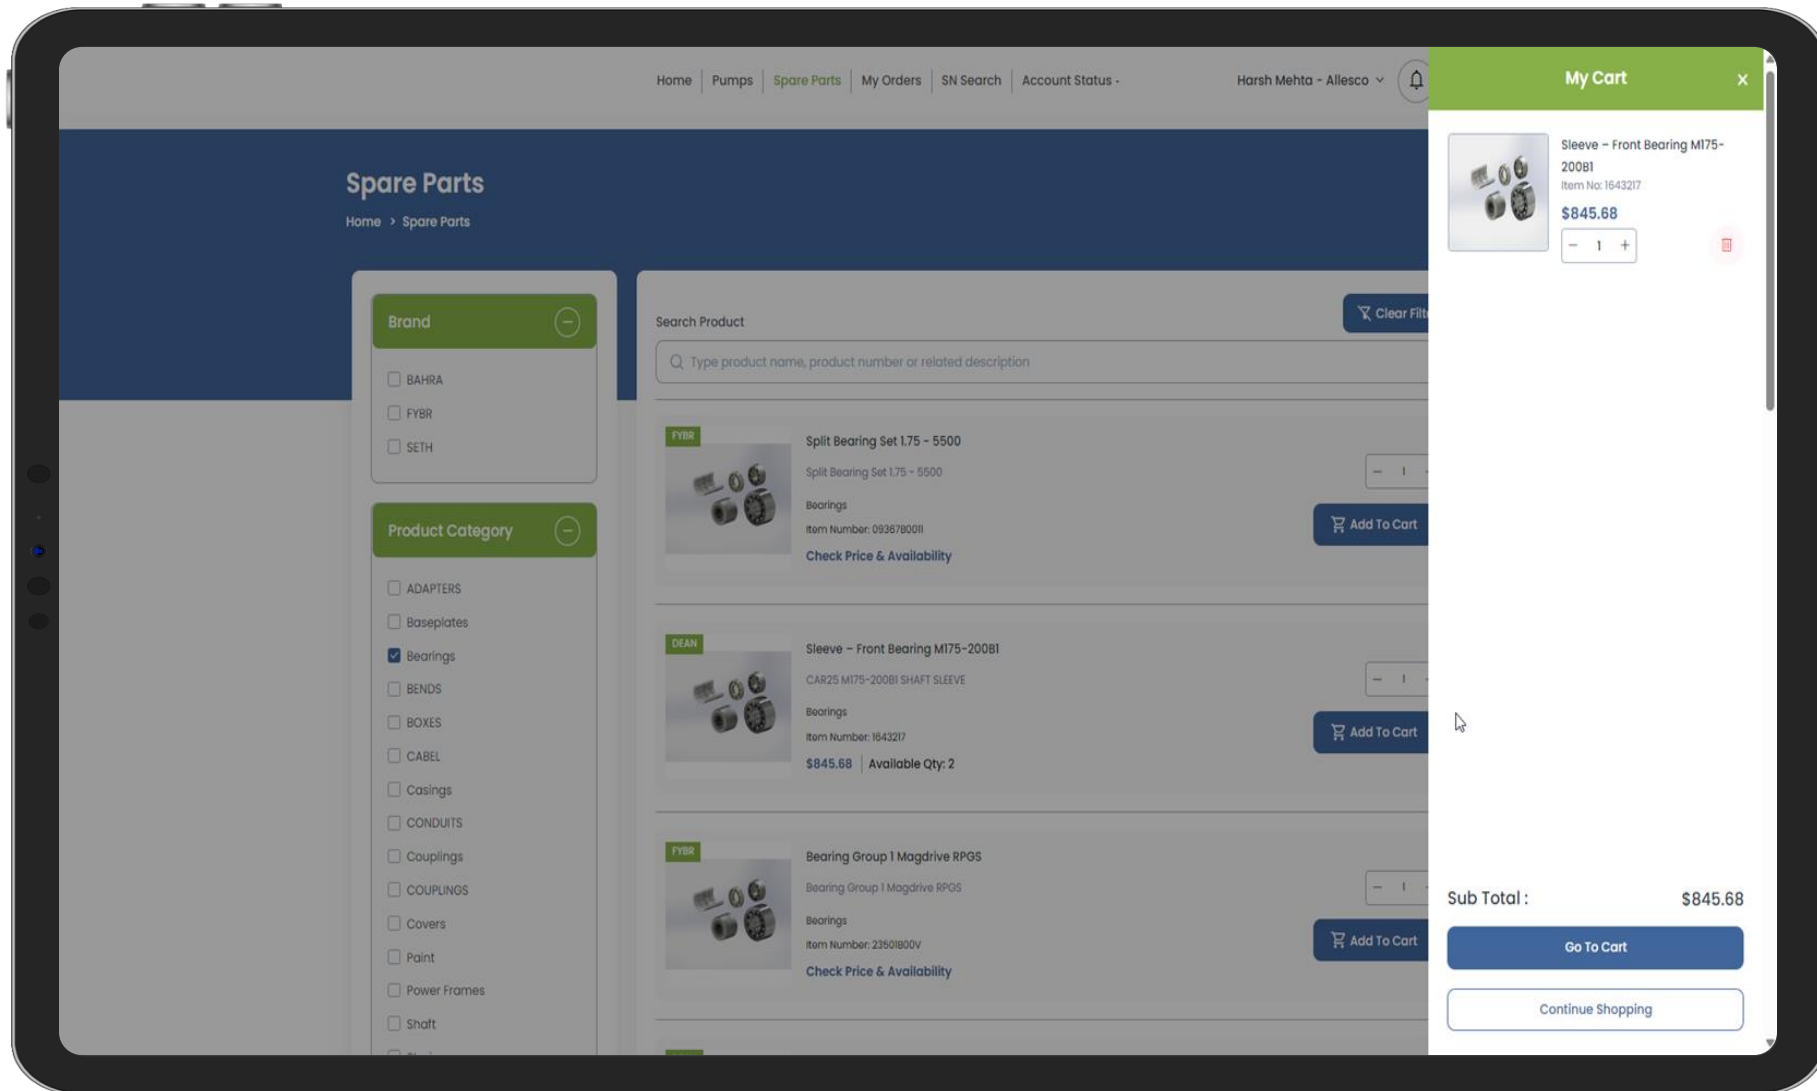 Home
Pumps
Spare Parts
My Orders
SN Search
Account Status -
Harsh Mehta - Allesco
My Cart
x
Spare Parts
Home > Spare Parts
Brand
BAHRA
FYBR
SETH
Product Category
ADAPTERS
Baseplates
Bearings
BENDS
BOXES
CABEL
Casings
CONDUITS
Couplings
COUPLINGS
Covers
Paint
Power Frames
Shaft
Search Product
Clear Filt
Type product name, product number or related description
FYBR
Split Bearing Set 1.75 - 5500
Split Bearing Set 1.75 - 5500
Bearings
Item Number: 0936780011
Check Price & Availability
- 1
Add To Cart
DEAN
Sleeve – Front Bearing M175-200B1
CAR25 M175-200B1 SHAFT SLEEVE
Bearings
Item Number: 1643217
$845.68
Available Qty: 2
- 1
Add To Cart
FYBR
Bearing Group 1 Magdrive RPGS
Bearing Group 1 Magdrive RPGS
Bearings
Item Number: 23501800V
Check Price & Availability
- 1
Add To Cart
Sleeve – Front Bearing M175-
200B1
Item No: 1643217
$845.68
- 1 +
Sub Total :
$845.68
Go To Cart
Continue Shopping